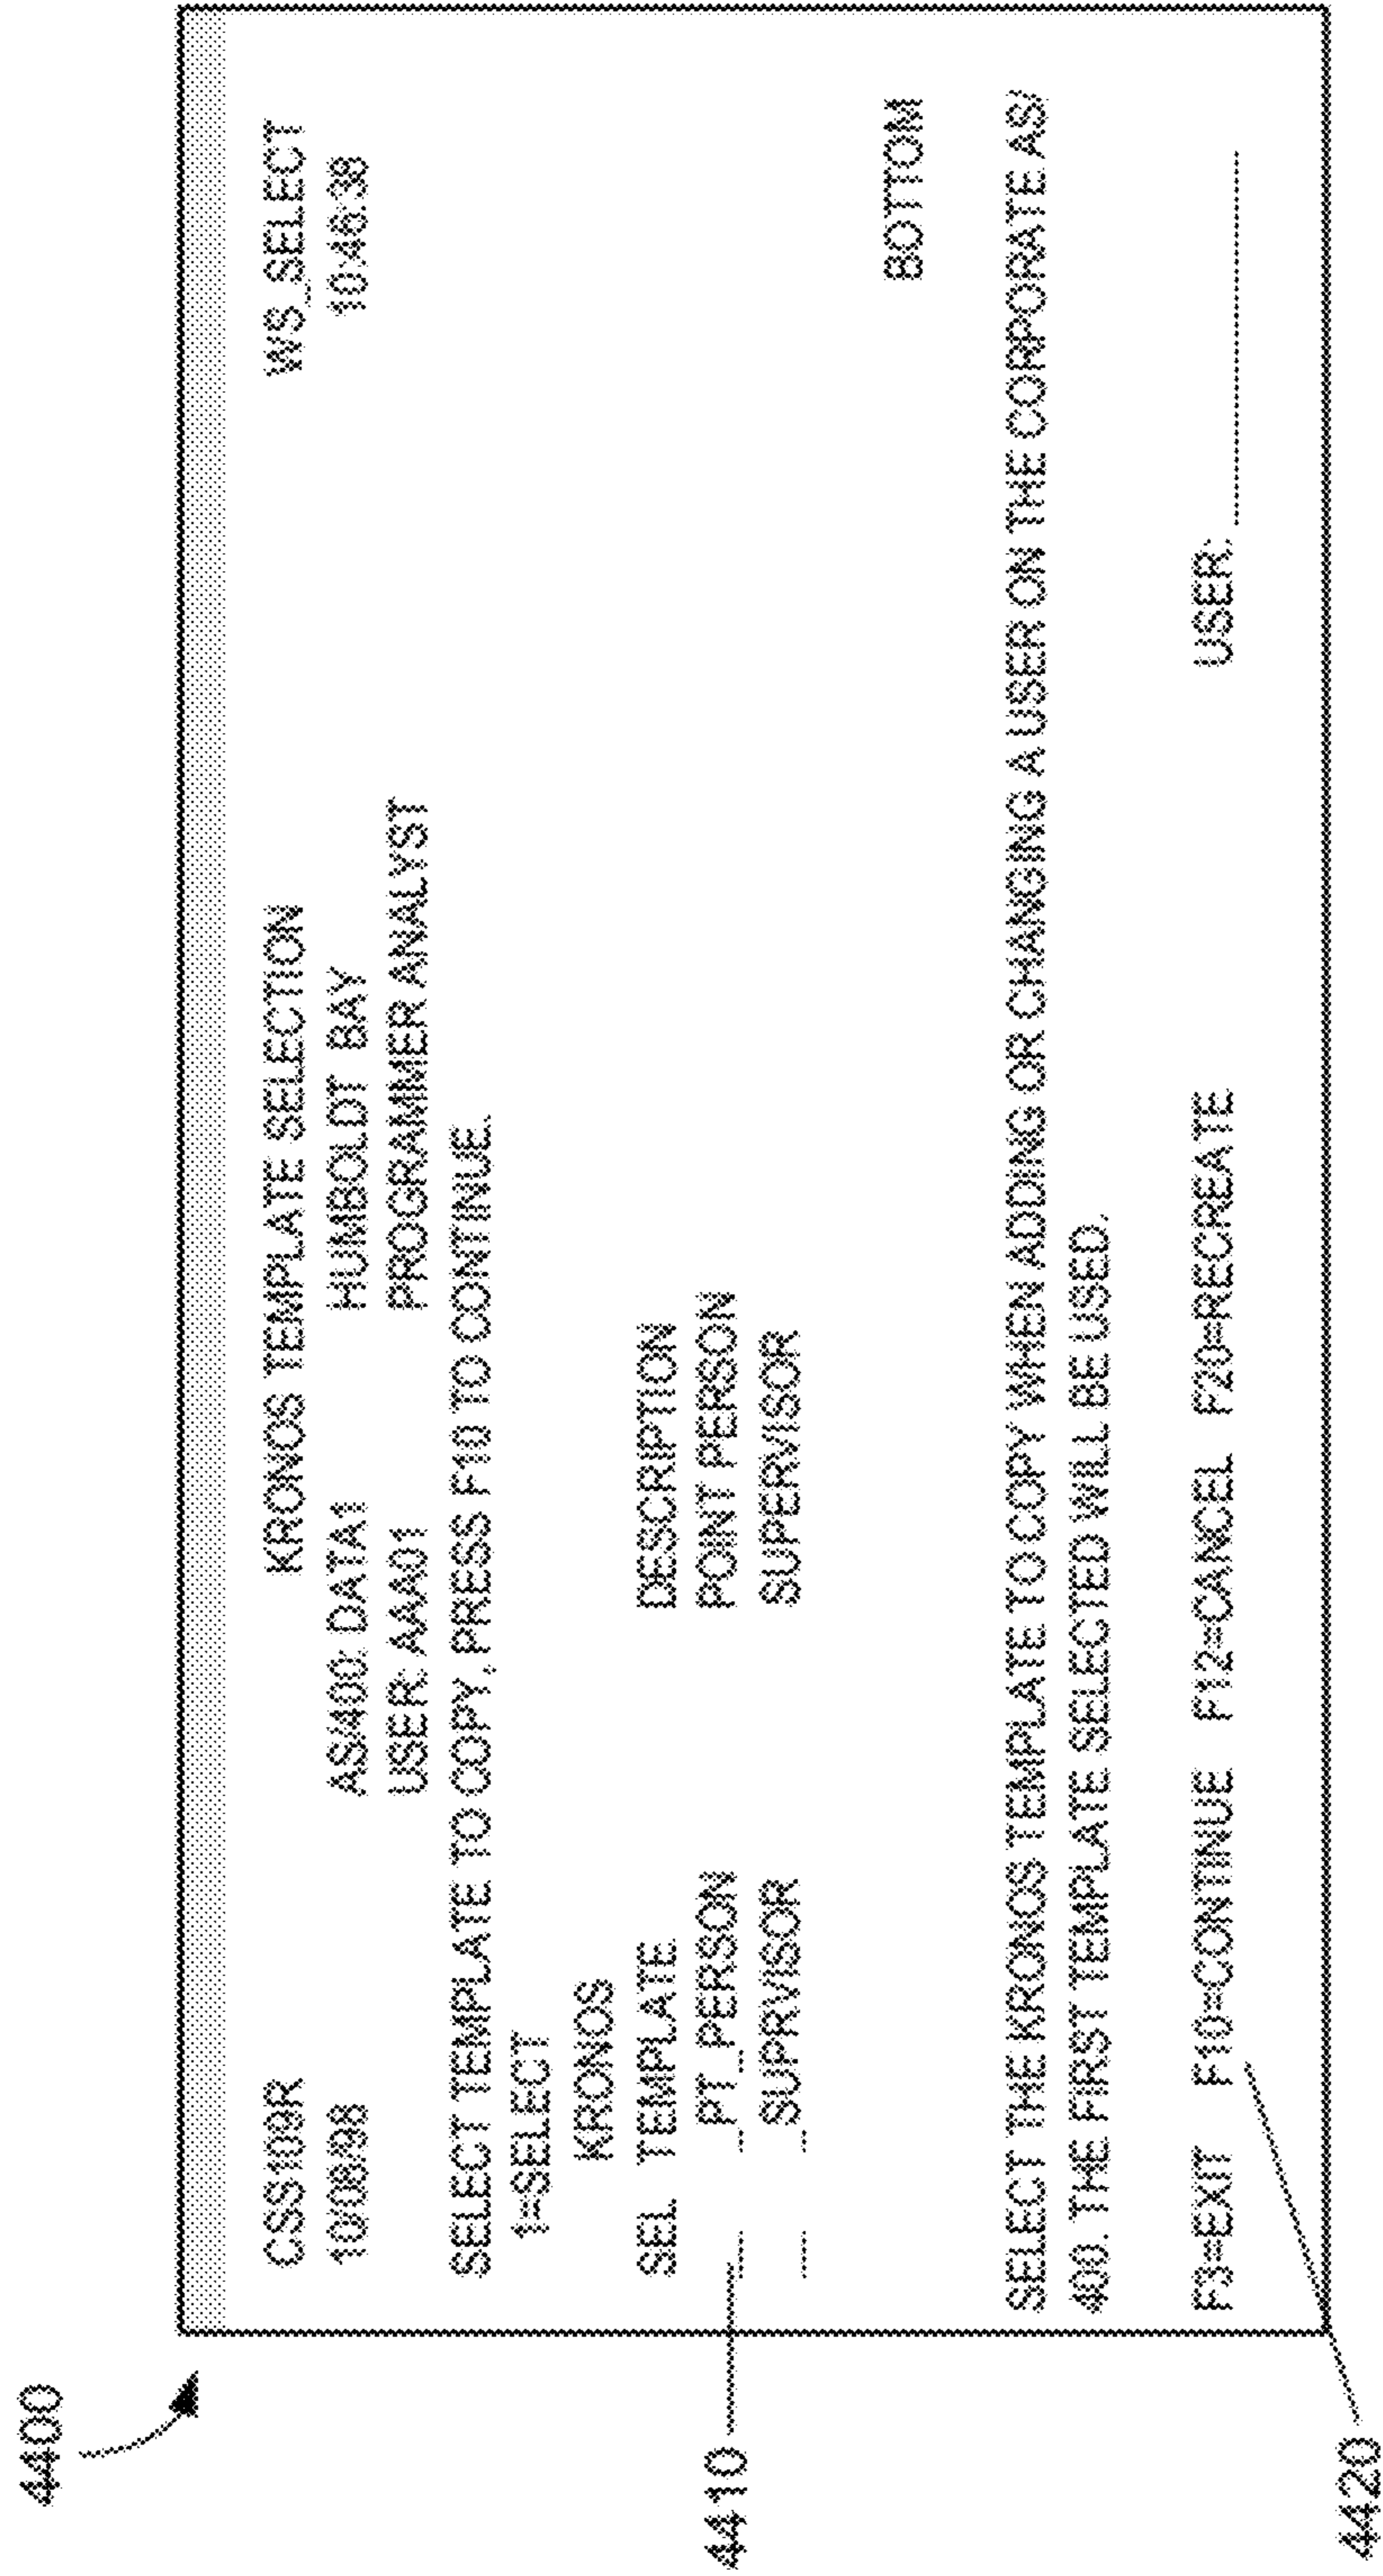 4400
CSS109R KRONOS TEMPLATE SELECTION WS_SELECT
10/08/98 AS/400: DATA1 HUMBOLDT BAY 10:46:38
USER: AAA01 PROGRAMMER ANALYST
SELECT TEMPLATE TO COPY, PRESS F10 TO CONTINUE.
1=SELECT
KRONOS
SEL TEMPLATE DESCRIPTION
4410 __ _PT_PERSON POINT PERSON
__ _SUPRVISOR SUPERVISOR
BOTTOM
SELECT THE KRONOS TEMPLATE TO COPY WHEN ADDING OR CHANGING A USER ON THE CORPORATE AS/
400. THE FIRST TEMPLATE SELECTED WILL BE USED.
F3=EXIT F10=CONTINUE F12=CANCEL F20=RECREATE USER: ____________
4420